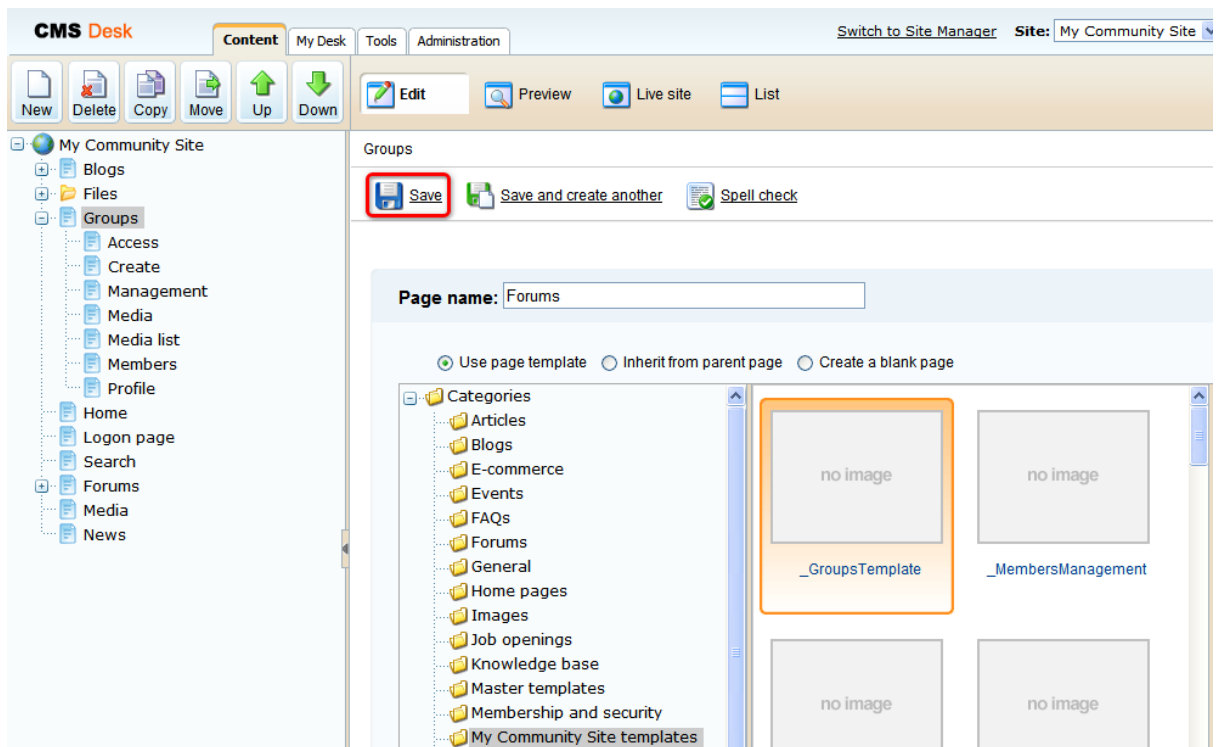 CMS Desk
Content
My Desk
Tools
Administration
Switch to Site Manager
Site: My Community Site
New
Delete
Copy
Move
Up
Down
Edit
Preview
Live site
List
My Community Site
Blogs
Files
Groups
Access
Create
Management
Media
Media list
Members
Profile
Home
Logon page
Search
Forums
Media
News
Groups
Save
Save and create another
Spell check
Page name: Forums
Use page template
Inherit from parent page
Create a blank page
Categories
Articles
Blogs
E-commerce
Events
FAQs
Forums
General
Home pages
Images
Job openings
Knowledge base
Master templates
Membership and security
My Community Site templates
no image
no image
_GroupsTemplate
_MembersManagement
no image
no image